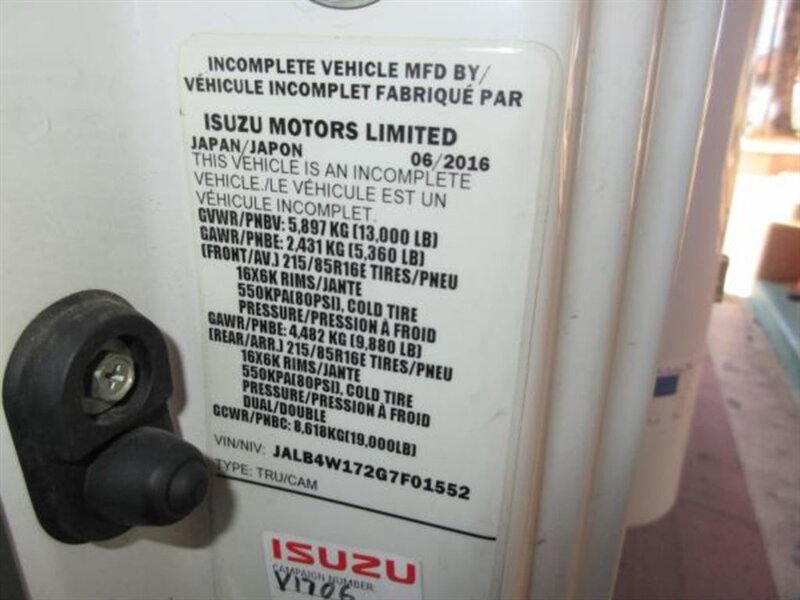 INCOMPLETE VEHICLE MFD BY/
VÉHICULE INCOMPLET FABRIQUÉ PAR
ISUZU MOTORS LIMITED
JAPAN/JAPON 06/2016
THIS VEHICLE IS AN INCOMPLETE
VEHICLE./LE VÉHICULE EST UN
VÉHICULE INCOMPLET.
GVWR/PNBV: 5,897 KG (13,000 LB)
GAWR/PNBE: 2,431 KG (5,360 LB)
(FRONT/AV.) 215/85R16E TIRES/PNEU
16X6K RIMS/JANTE
550KPA(80PSI), COLD TIRE
PRESSURE/PRESSION À FROID
GAWR/PNBE: 4,482 KG (9,880 LB)
(REAR/ARR.) 215/85R16E TIRES/PNEU
16X6K RIMS/JANTE
550KPA(80PSI), COLD TIRE
PRESSURE/PRESSION À FROID
DUAL/DOUBLE
GCWR/PNBC: 8,618KG(19,000LB)
VIN/NIV: JALB4W172G7F01552
TYPE: TRU/CAM
ISUZU
CAMPAIGN NUMBER:
V1706